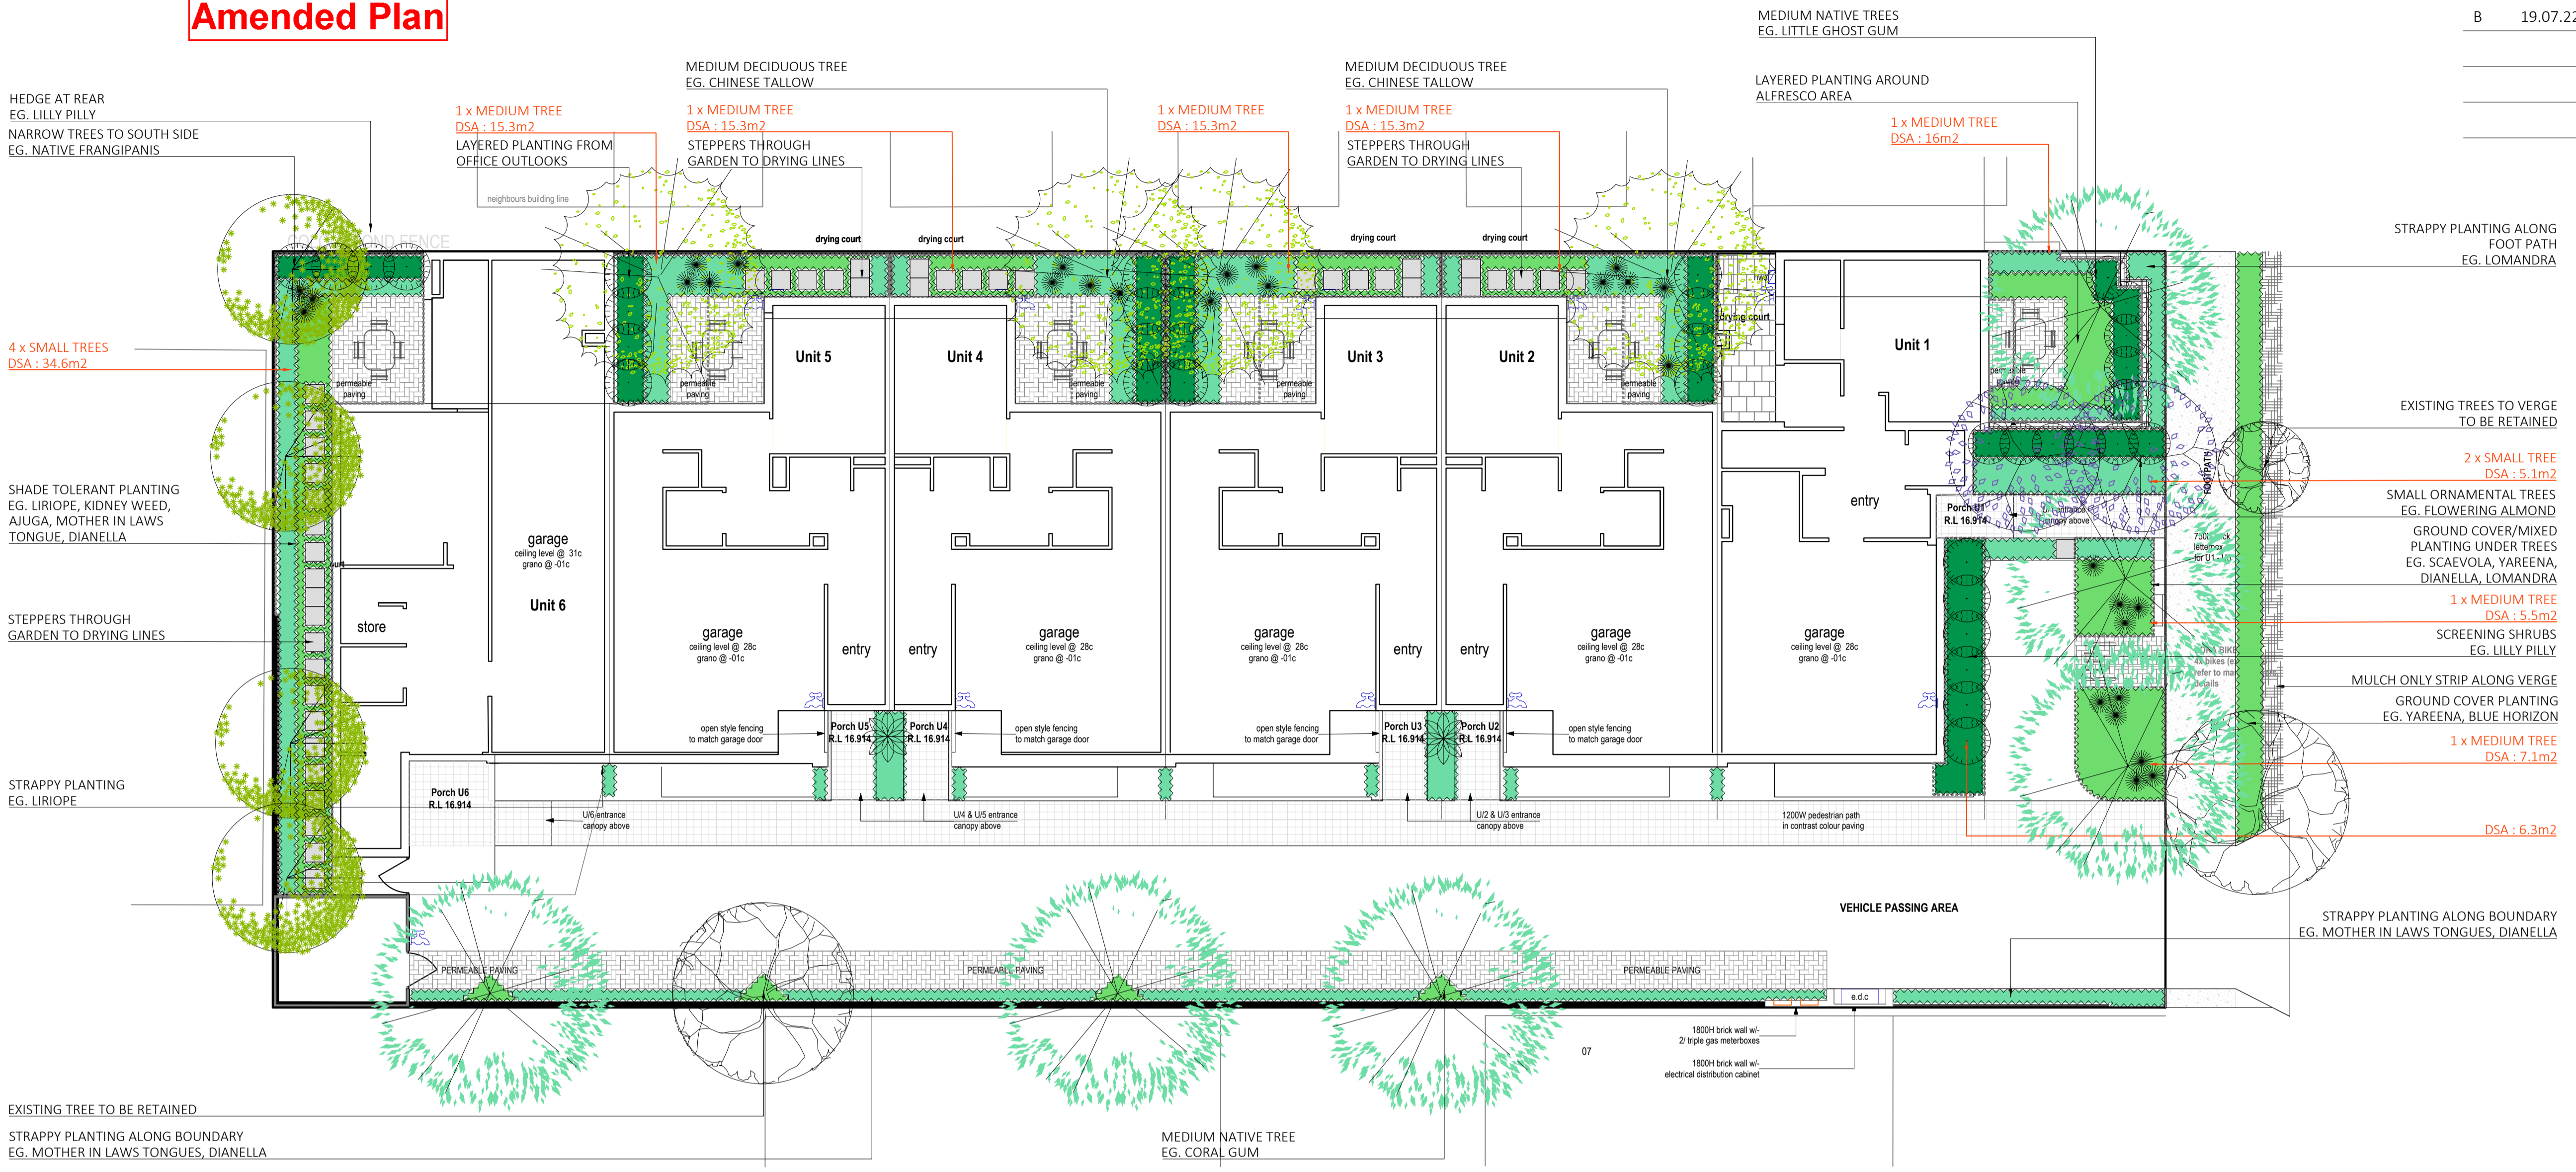 Amended Plan
B 19.07.22
MEDIUM NATIVE TREES
EG. LITTLE GHOST GUM
MEDIUM DECIDUOUS TREE
EG. CHINESE TALLOW
MEDIUM DECIDUOUS TREE
EG. CHINESE TALLOW
LAYERED PLANTING AROUND
ALFRESCO AREA
HEDGE AT REAR
EG. LILLY PILLY
1 x MEDIUM TREE
DSA : 15.3m2
1 x MEDIUM TREE
DSA : 15.3m2
1 x MEDIUM TREE
DSA : 15.3m2
1 x MEDIUM TREE
DSA : 15.3m2
1 x MEDIUM TREE
DSA : 16m2
NARROW TREES TO SOUTH SIDE
EG. NATIVE FRANGIPANIS
LAYERED PLANTING FROM
OFFICE OUTLOOKS
STEPPERS THROUGH
GARDEN TO DRYING LINES
STEPPERS THROUGH
GARDEN TO DRYING LINES
neighbours building line
FENCE
drying court
drying court
drying court
drying court
drying court
STRAPPY PLANTING ALONG
FOOT PATH
EG. LOMANDRA
4 x SMALL TREES
DSA : 34.6m2
Unit 5
Unit 4
Unit 3
Unit 2
Unit 1
permeable
paving
permeable
paving
permeable
paving
permeable
paving
permeable
paving
EXISTING TREES TO VERGE
TO BE RETAINED
2 x SMALL TREE
DSA : 5.1m2
FOOTPATH
SMALL ORNAMENTAL TREES
EG. FLOWERING ALMOND
SHADE TOLERANT PLANTING
EG. LIRIOPE, KIDNEY WEED,
AJUGA, MOTHER IN LAWS
TONGUE, DIANELLA
entry
Porch U1
R.L 16.914
canopy above
garage
ceiling level @ 31c
grano @ -01c
Unit 6
GROUND COVER/MIXED
PLANTING UNDER TREES
EG. SCAEVOLA, YAREENA,
DIANELLA, LOMANDRA
letterbox
1 x MEDIUM TREE
DSA : 5.5m2
STEPPERS THROUGH
GARDEN TO DRYING LINES
store
garage
ceiling level @ 28c
grano @ -01c
entry
entry
garage
ceiling level @ 28c
grano @ -01c
garage
ceiling level @ 28c
grano @ -01c
entry
entry
garage
ceiling level @ 28c
grano @ -01c
garage
ceiling level @ 28c
grano @ -01c
SCREENING SHRUBS
EG. LILLY PILLY
4x bikes
refer to
details
MULCH ONLY STRIP ALONG VERGE
GROUND COVER PLANTING
EG. YAREENA, BLUE HORIZON
open style fencing
to match garage door
Porch U5
R.L 16.914
Porch U4
R.L 16.914
open style fencing
to match garage door
open style fencing
to match garage door
Porch U3
R.L 16.914
Porch U2
R.L 16.914
open style fencing
to match garage door
1 x MEDIUM TREE
DSA : 7.1m2
STRAPPY PLANTING
EG. LIRIOPE
Porch U6
R.L 16.914
U/6 entrance
canopy above
U/4 & U/5 entrance
canopy above
U/2 & U/3 entrance
canopy above
1200W pedestrian path
in contrast colour paving
DSA : 6.3m2
VEHICLE PASSING AREA
STRAPPY PLANTING ALONG BOUNDARY
EG. MOTHER IN LAWS TONGUES, DIANELLA
PERMEABLE PAVING
PERMEABLE PAVING
PERMEABLE PAVING
e.d.c
1800H brick wall w/-
2/ triple gas meterboxes
07
1800H brick wall w/-
electrical distribution cabinet
EXISTING TREE TO BE RETAINED
STRAPPY PLANTING ALONG BOUNDARY
EG. MOTHER IN LAWS TONGUES, DIANELLA
MEDIUM NATIVE TREE
EG. CORAL GUM